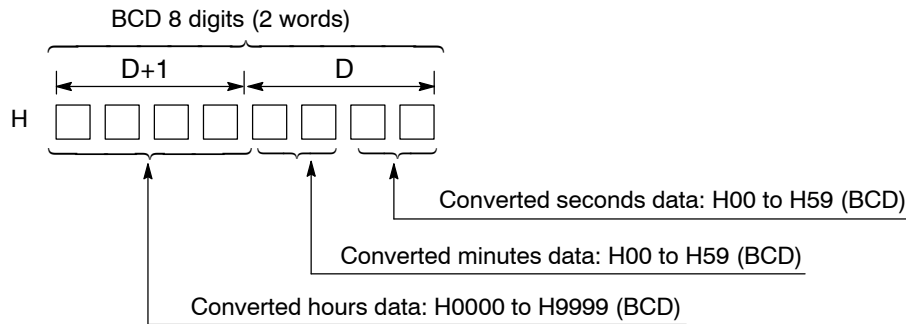 BCD 8 digits (2 words)
D+1 D
H
Converted seconds data: H00 to H59 (BCD)
Converted minutes data: H00 to H59 (BCD)
Converted hours data: H0000 to H9999 (BCD)